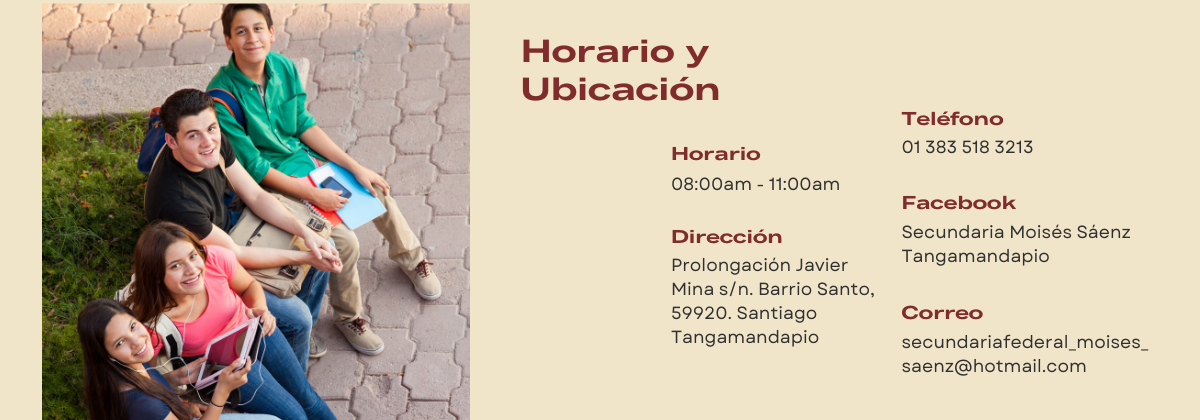 Horario y
Ubicación
Horario
08:00am - 11:00am
Dirección
Prolongación Javier
Mina s/n. Barrio Santo,
59920. Santiago
Tangamandapio
Teléfono
01 383 518 3213
Facebook
Secundaria Moisés Sáenz
Tangamandapio
Correo
secundariafederal_moises_
saenz@hotmail.com